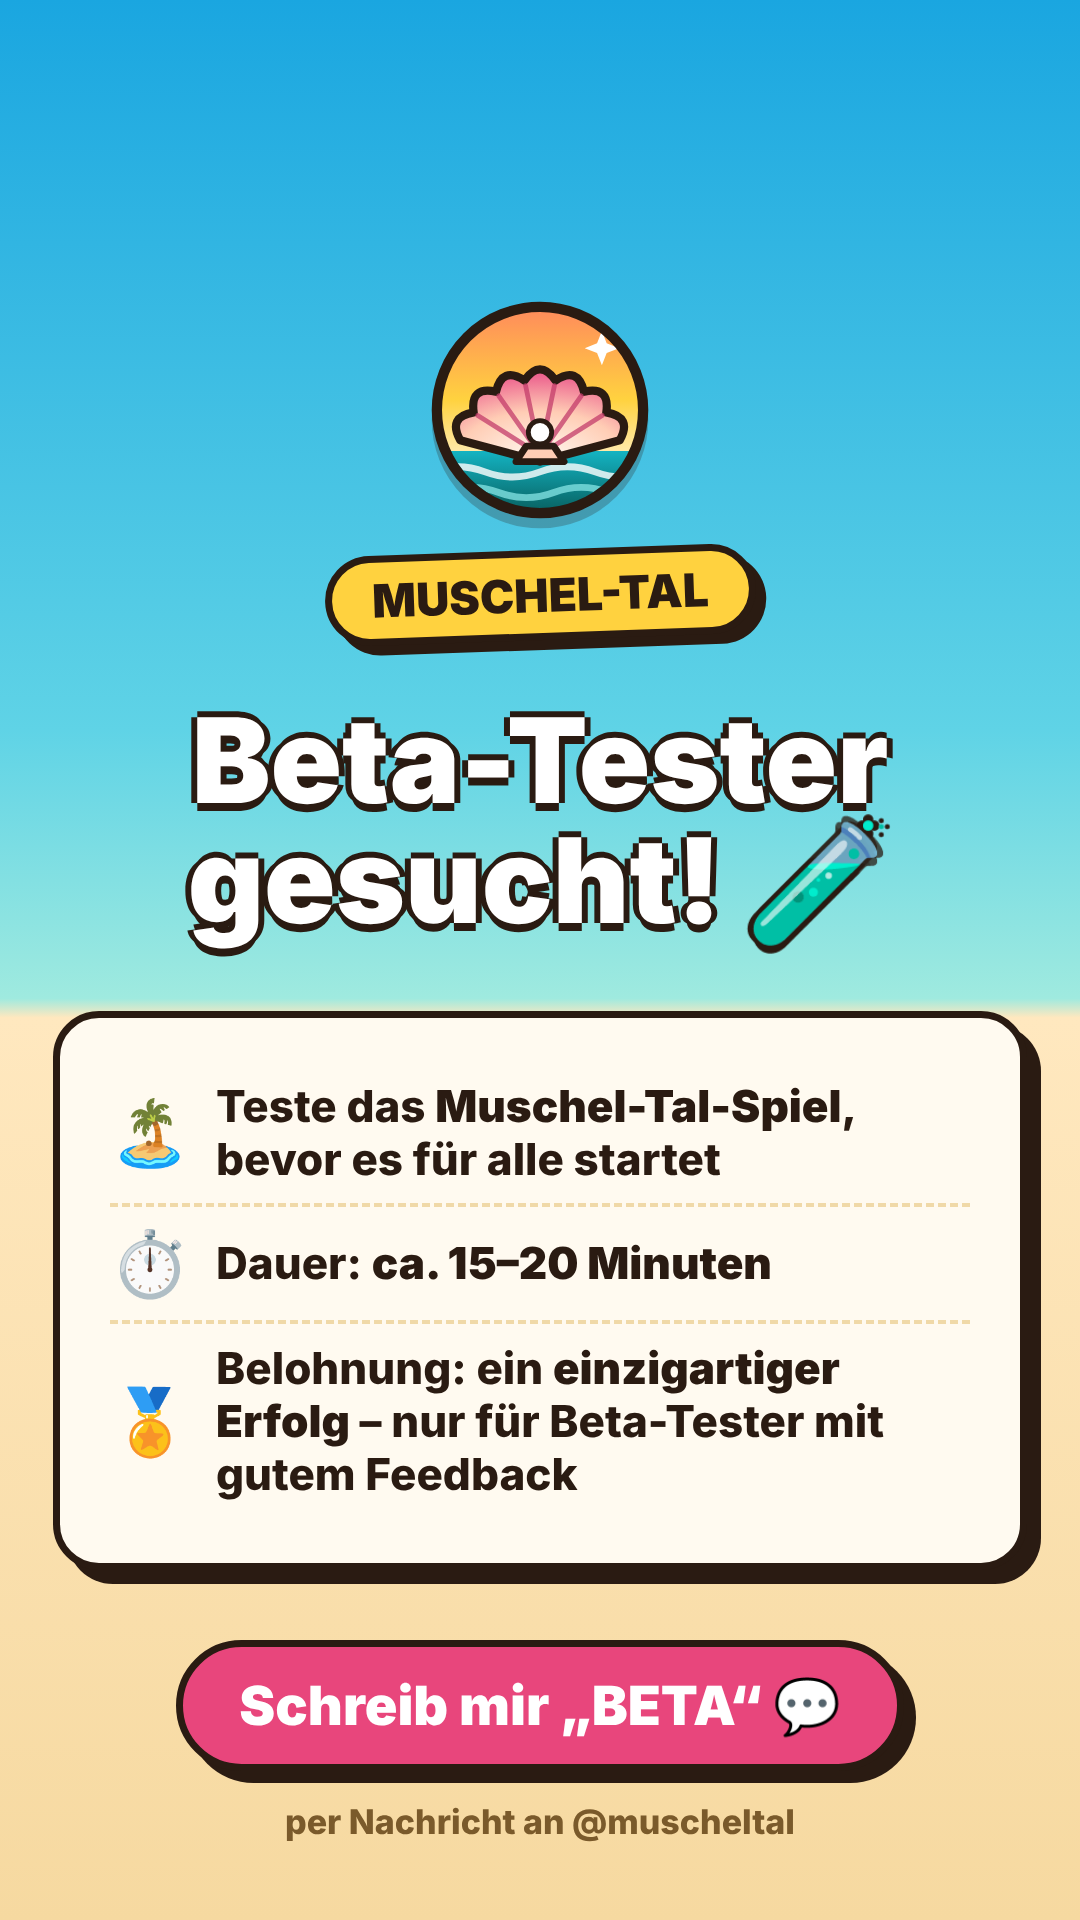 MUSCHEL-TAL
Beta-Tester
gesucht!
Teste das Muschel-Tal-Spiel,
bevor es für alle startet
Dauer: ca. 15–20 Minuten
Belohnung: ein einzigartiger
Erfolg – nur für Beta-Tester mit
gutem Feedback
Schreib mir „BETA“
per Nachricht an @muscheltal